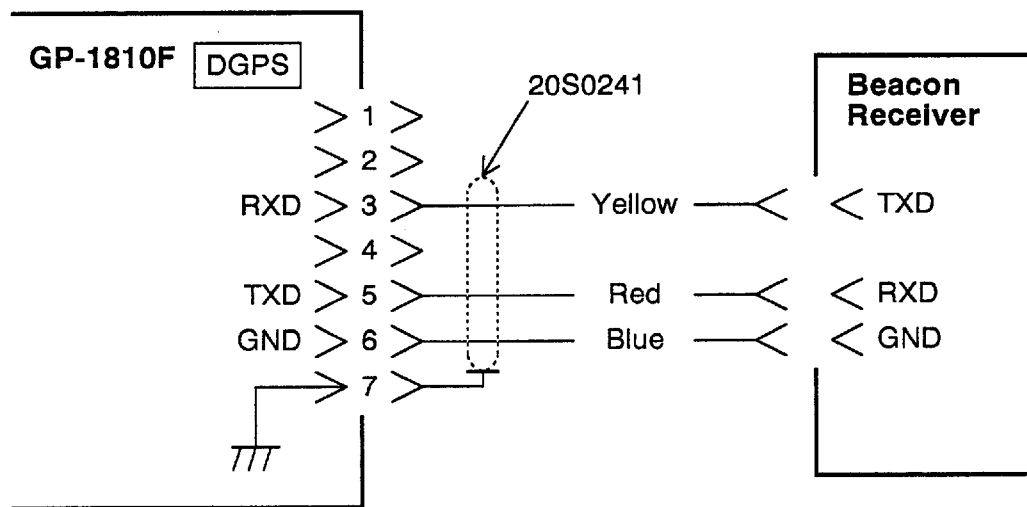 GP-1810F DGPS
20S0241
Beacon
Receiver
1
2
RXD 3 Yellow TXD
4
TXD 5 Red RXD
GND 6 Blue GND
7